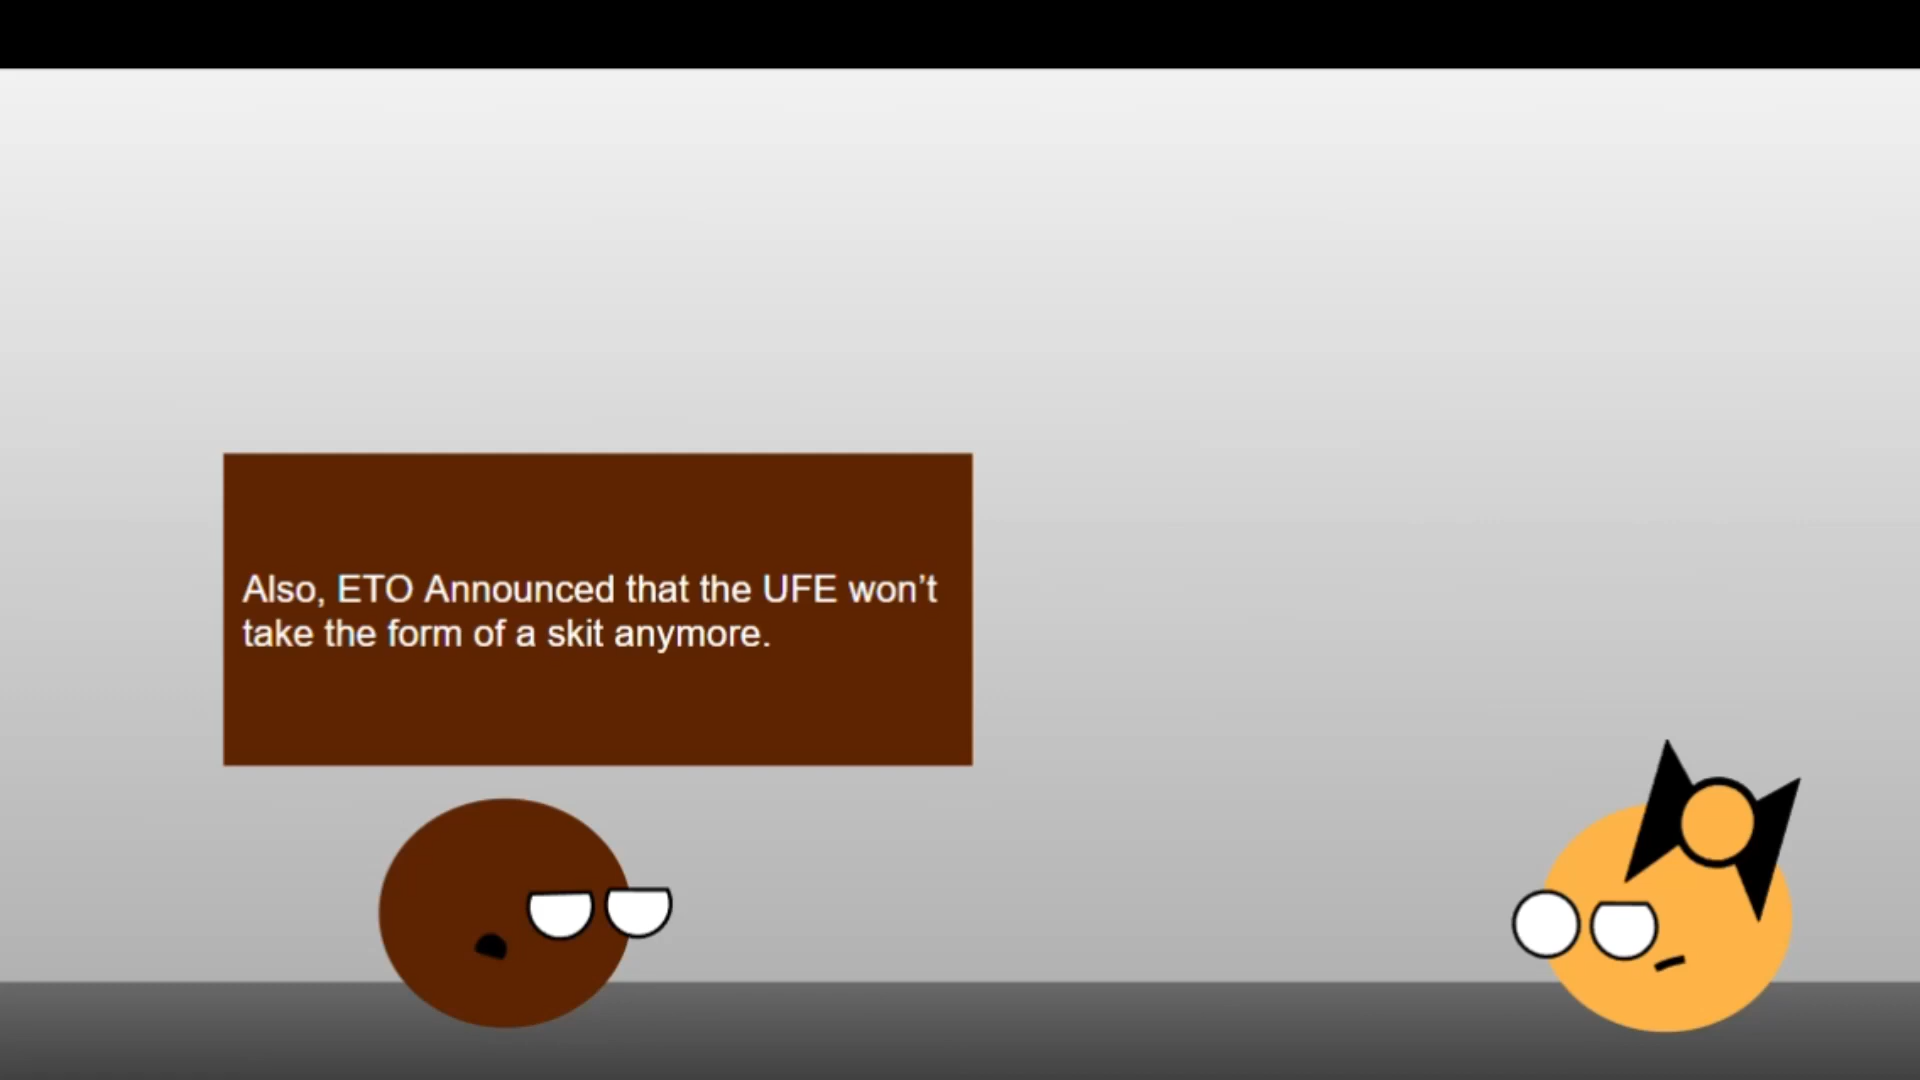 Also, ETO Announced that the UFE won’t
take the form of a skit anymore.